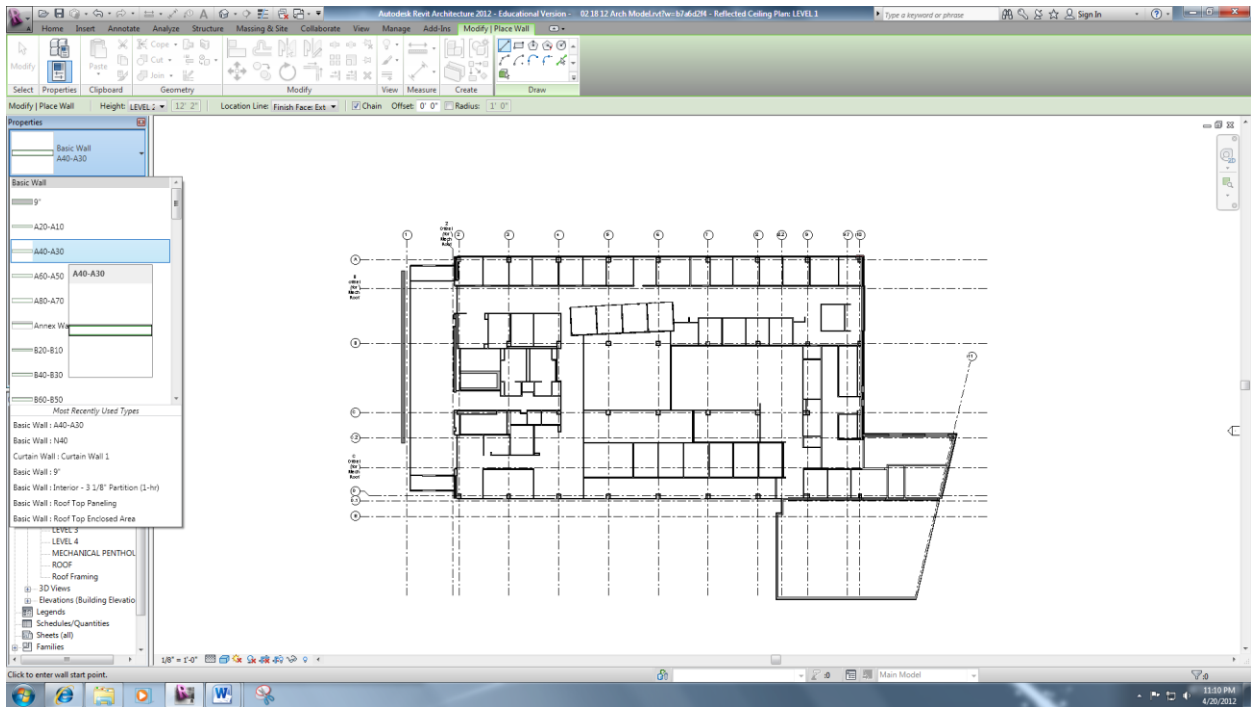 Autodesk Revit Architecture 2012 - Educational Version - 02 18 12 Arch Model.rvt?w=b7a6d2f4 - Reflected Ceiling Plan: LEVEL 1
Type a keyword or phrase
Sign In
Home Insert Annotate Analyze Structure Massing & Site Collaborate View Manage Add-Ins Modify | Place Wall
Modify
Paste
Cope
Cut
Join
Select Properties Clipboard Geometry Modify View Measure Create Draw
Modify | Place Wall Height: LEVEL 2 12' 2" Location Line: Finish Face: Ext Chain Offset: 0' 0" Radius: 1' 0"
Properties
Basic Wall
A40-A30
Basic Wall
9"
A20-A10
A40-A30
A60-A50
A40-A30
A80-A70
Annex Wa
B20-B10
B40-B30
B60-B50
Most Recently Used Types
Basic Wall : A40-A30
Basic Wall : N40
Curtain Wall : Curtain Wall 1
Basic Wall : 9"
Basic Wall : Interior - 3 1/8" Partition (1-hr)
Basic Wall : Roof Top Paneling
Basic Wall : Roof Top Enclosed Area
LEVEL 3
LEVEL 4
MECHANICAL PENTHOL
ROOF
Roof Framing
3D Views
Elevations (Building Elevatio
Legends
Schedules/Quantities
Sheets (all)
Families
1/8" = 1'-0"
Click to enter wall start point.
:0
Main Model
:0
11:10 PM
4/20/2012